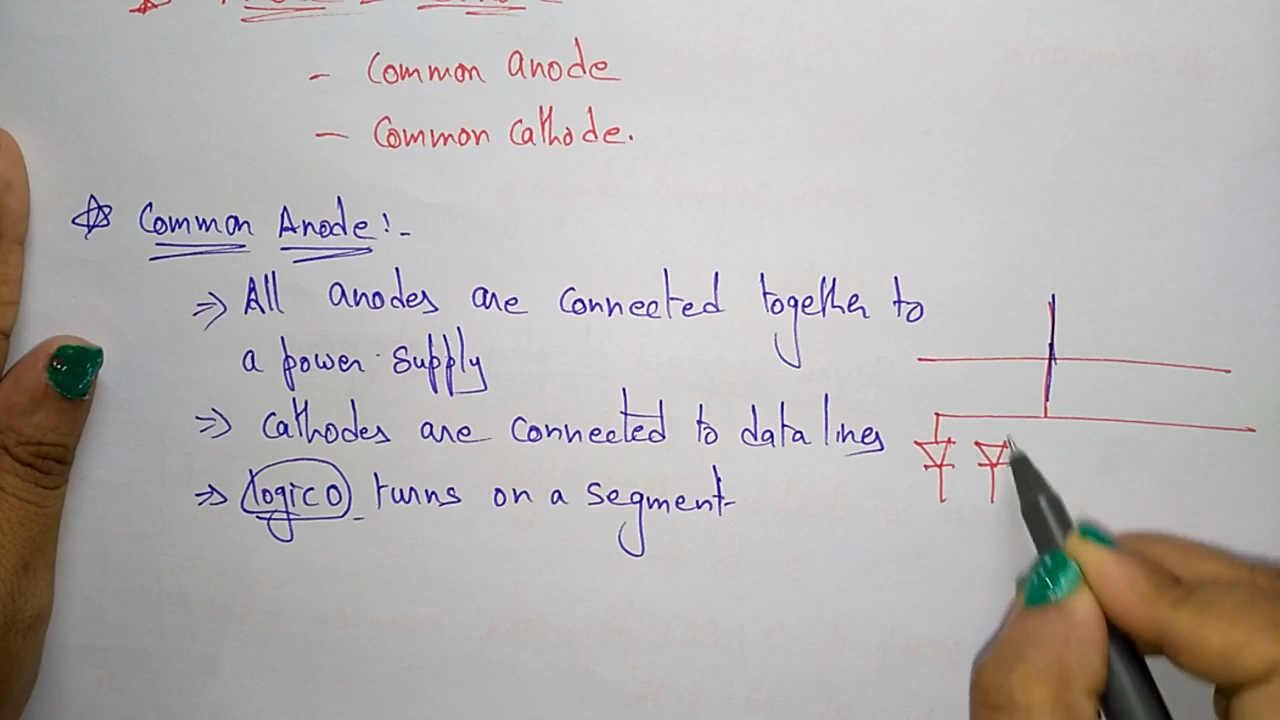 - Common anode
- Common Cathode.
☆ Common Anode:-
⇒ All anodes are connected together to
a power supply
⇒ cathodes are connected to data lines
⇒ logic 0 turns on a segment